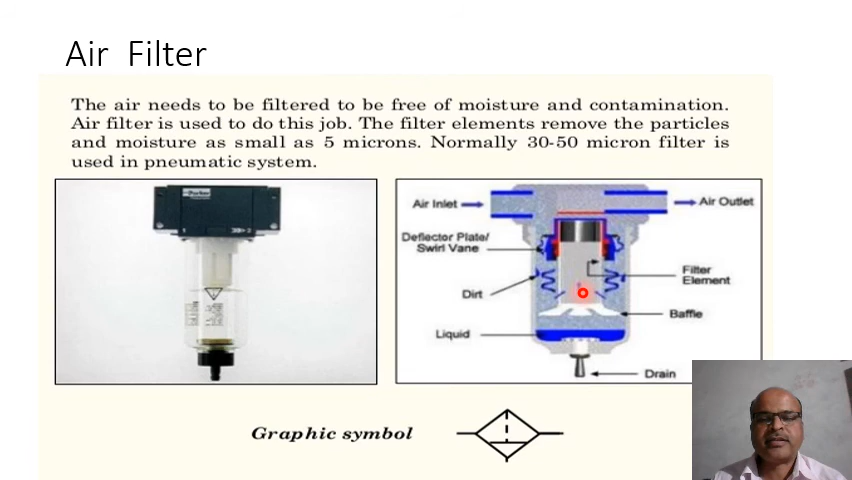 Air Filter
The air needs to be filtered to be free of moisture and contamination.
Air filter is used to do this job. The filter elements remove the particles
and moisture as small as 5 microns. Normally 30-50 micron filter is
used in pneumatic system.
Parker
Air Inlet
Air Outlet
Deflector Plate/
Swirl Vane
Filter
Element
Dirt
Baffle
Liquid
Drain
Graphic symbol